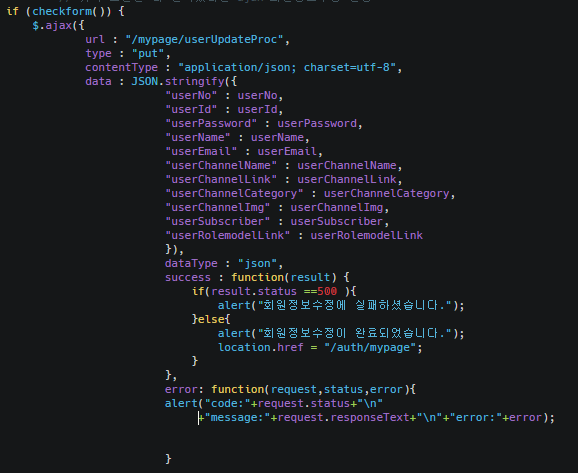 if (checkform()) {
$.ajax({
url : "/mypage/userUpdateProc",
type : "put",
contentType : "application/json; charset=utf-8",
data : JSON.stringify({
"userNo" : userNo,
"userId" : userId,
"userPassword" : userPassword,
"userName" : userName,
"userEmail" : userEmail,
"userChannelName" : userChannelName,
"userChannelLink" : userChannelLink,
"userChannelCategory" : userChannelCategory,
"userChannelImg" : userChannelImg,
"userSubscriber" : userSubscriber,
"userRolemodelLink" : userRolemodelLink
}),
dataType : "json",
success : function(result) {
if(result.status ==500 ){
alert("회원정보수정에 실패하셨습니다.");
}else{
alert("회원정보수정이 완료되었습니다.");
location.href = "/auth/mypage";
}
},
error: function(request,status,error){
alert("code:"+request.status+"\n"
+"message:"+request.responseText+"\n"+"error:"+error);
}